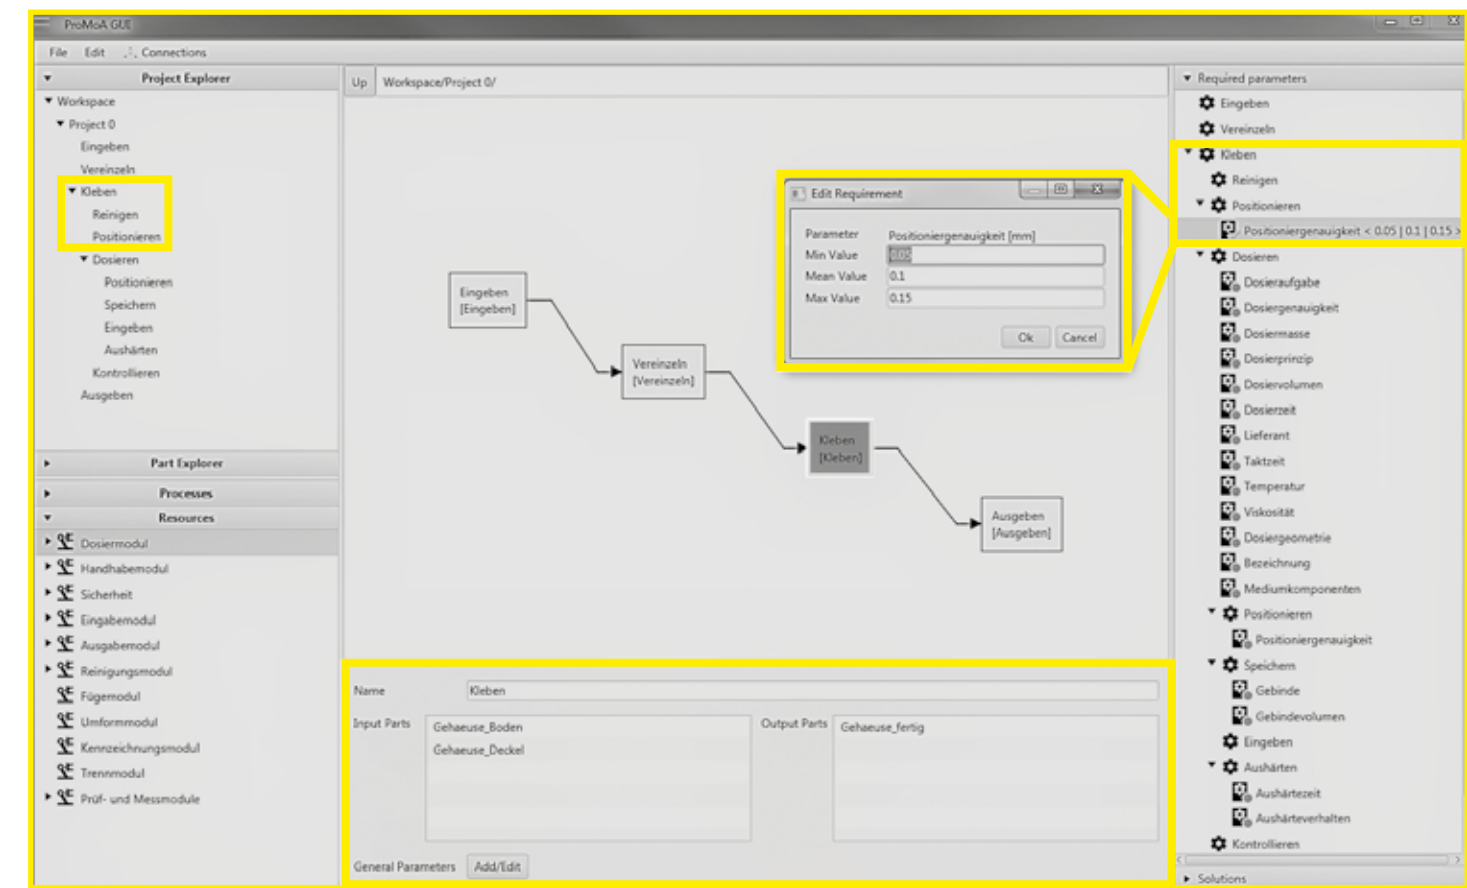 ProMoA GUI
File Edit Connections
Project Explorer
Workspace
Project 0
Eingeben
Vereinzeln
Kleben
Reinigen
Positionieren
Dosieren
Positionieren
Speichern
Eingeben
Aushärten
Kontrollieren
Ausgeben
Part Explorer
Processes
Resources
Dosiermodul
Handhabemodul
Sicherheit
Eingabemodul
Ausgabemodul
Reinigungsmodul
Fügemodul
Umformmodul
Kennzeichnungsmodul
Trennmodul
Prüf- und Messmodule
Up Workspace/Project 0/
Eingeben
[Eingeben]
Vereinzeln
[Vereinzeln]
Kleben
[Kleben]
Ausgeben
[Ausgeben]
Edit Requirement
Parameter Positioniergenauigkeit [mm]
Min Value 0.05
Mean Value 0.1
Max Value 0.15
Ok Cancel
Name Kleben
Input Parts Gehaeuse_Boden
Gehaeuse_Deckel
Output Parts Gehaeuse_fertig
General Parameters Add/Edit
Required parameters
Eingeben
Vereinzeln
Kleben
Reinigen
Positionieren
Positioniergenauigkeit < 0.05 | 0.1 | 0.15 >
Dosieren
Dosieraufgabe
Dosiergenauigkeit
Dosiermasse
Dosierprinzip
Dosiervolumen
Dosierzeit
Lieferant
Taktzeit
Temperatur
Viskosität
Dosiergeometrie
Bezeichnung
Mediumkomponenten
Positionieren
Positioniergenauigkeit
Speichern
Gebinde
Gebindevolumen
Eingeben
Aushärten
Aushärtezeit
Aushärteverhalten
Kontrollieren
Solutions